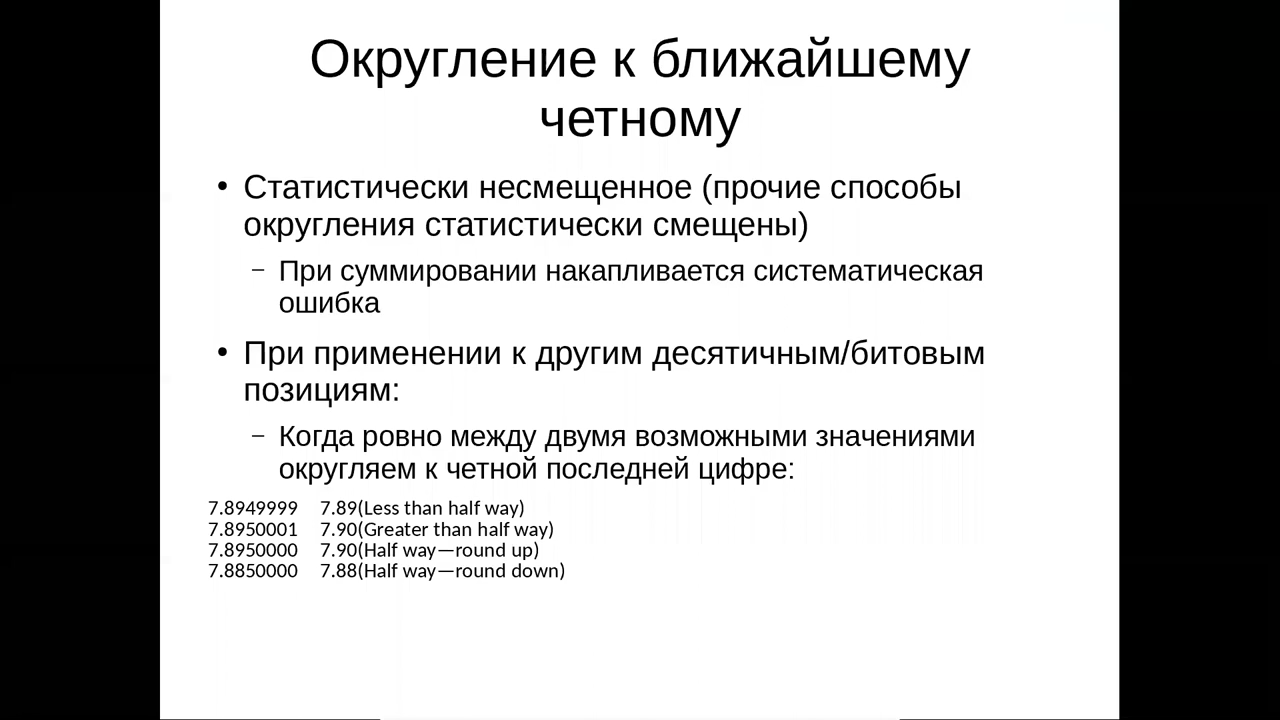 Округление к ближайшему
четному
• Статистически несмещенное (прочие способы
округления статистически смещены)
– При суммировании накапливается систематическая
ошибка
• При применении к другим десятичным/битовым
позициям:
– Когда ровно между двумя возможными значениями
округляем к четной последней цифре:
7.8949999 7.89(Less than half way)
7.8950001 7.90(Greater than half way)
7.8950000 7.90(Half way—round up)
7.8850000 7.88(Half way—round down)